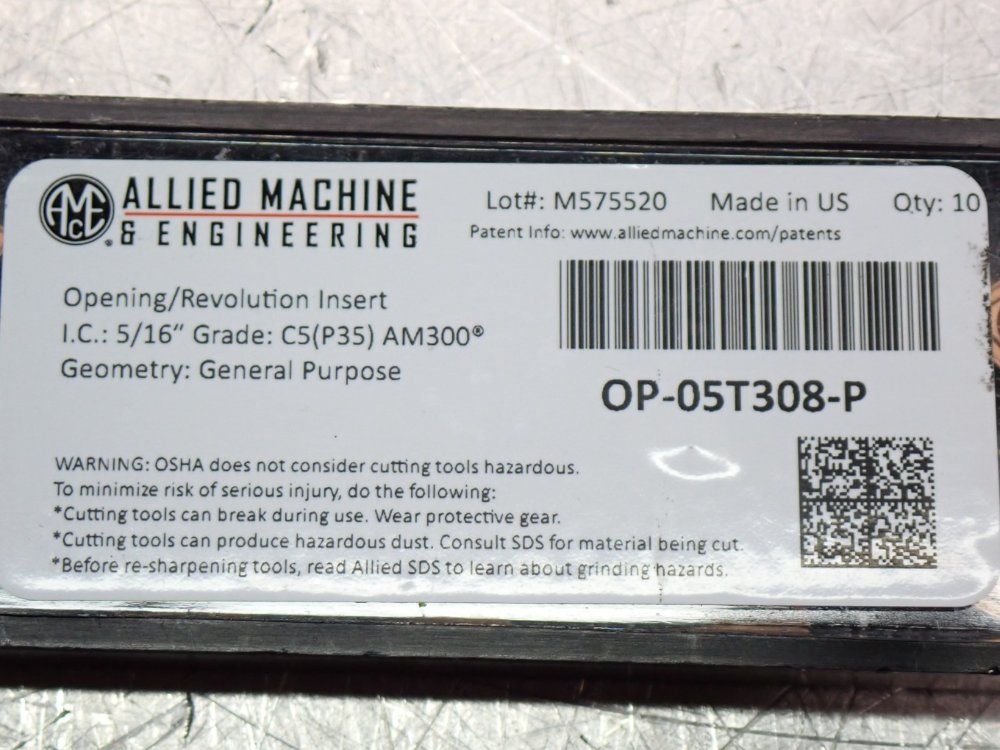 AMEC® ALLIED MACHINE
& ENGINEERING
Lot#: M575520 Made in US Qty: 10
Patent Info: www.alliedmachine.com/patents
Opening/Revolution Insert
I.C.: 5/16" Grade: C5(P35) AM300®
Geometry: General Purpose
OP-05T308-P
WARNING: OSHA does not consider cutting tools hazardous.
To minimize risk of serious injury, do the following:
*Cutting tools can break during use. Wear protective gear.
*Cutting tools can produce hazardous dust. Consult SDS for material being cut.
*Before re-sharpening tools, read Allied SDS to learn about grinding hazards.